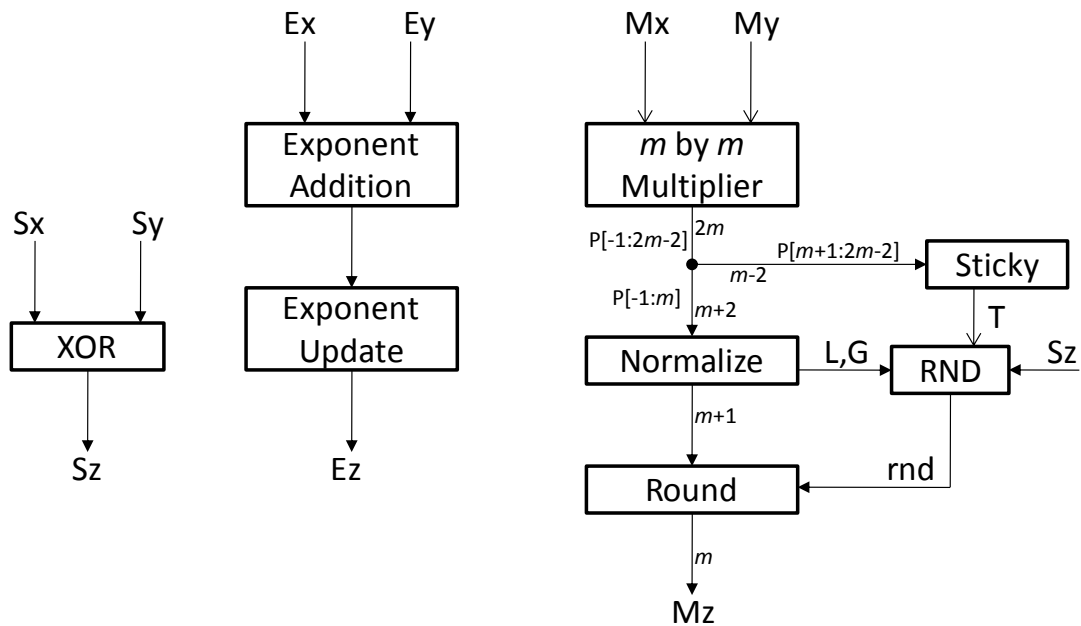 Ex
Ey
Mx
My
Exponent
Addition
m by m
Multiplier
Sx
Sy
P[-1:2m-2]
2m
P[m+1:2m-2]
m-2
Sticky
P[-1:m]
m+2
T
Exponent
Update
XOR
Normalize
L,G
RND
Sz
m+1
Sz
Ez
Round
rnd
m
Mz